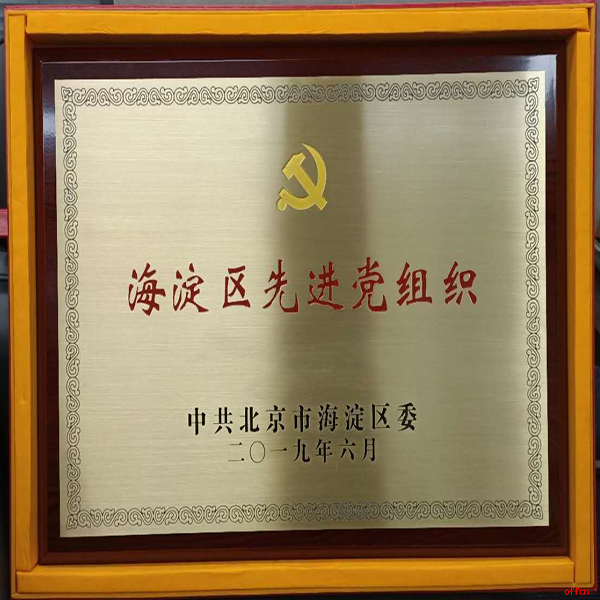 海淀区先进党组织
中共北京市海淀区委
二〇一九年六月
offcn